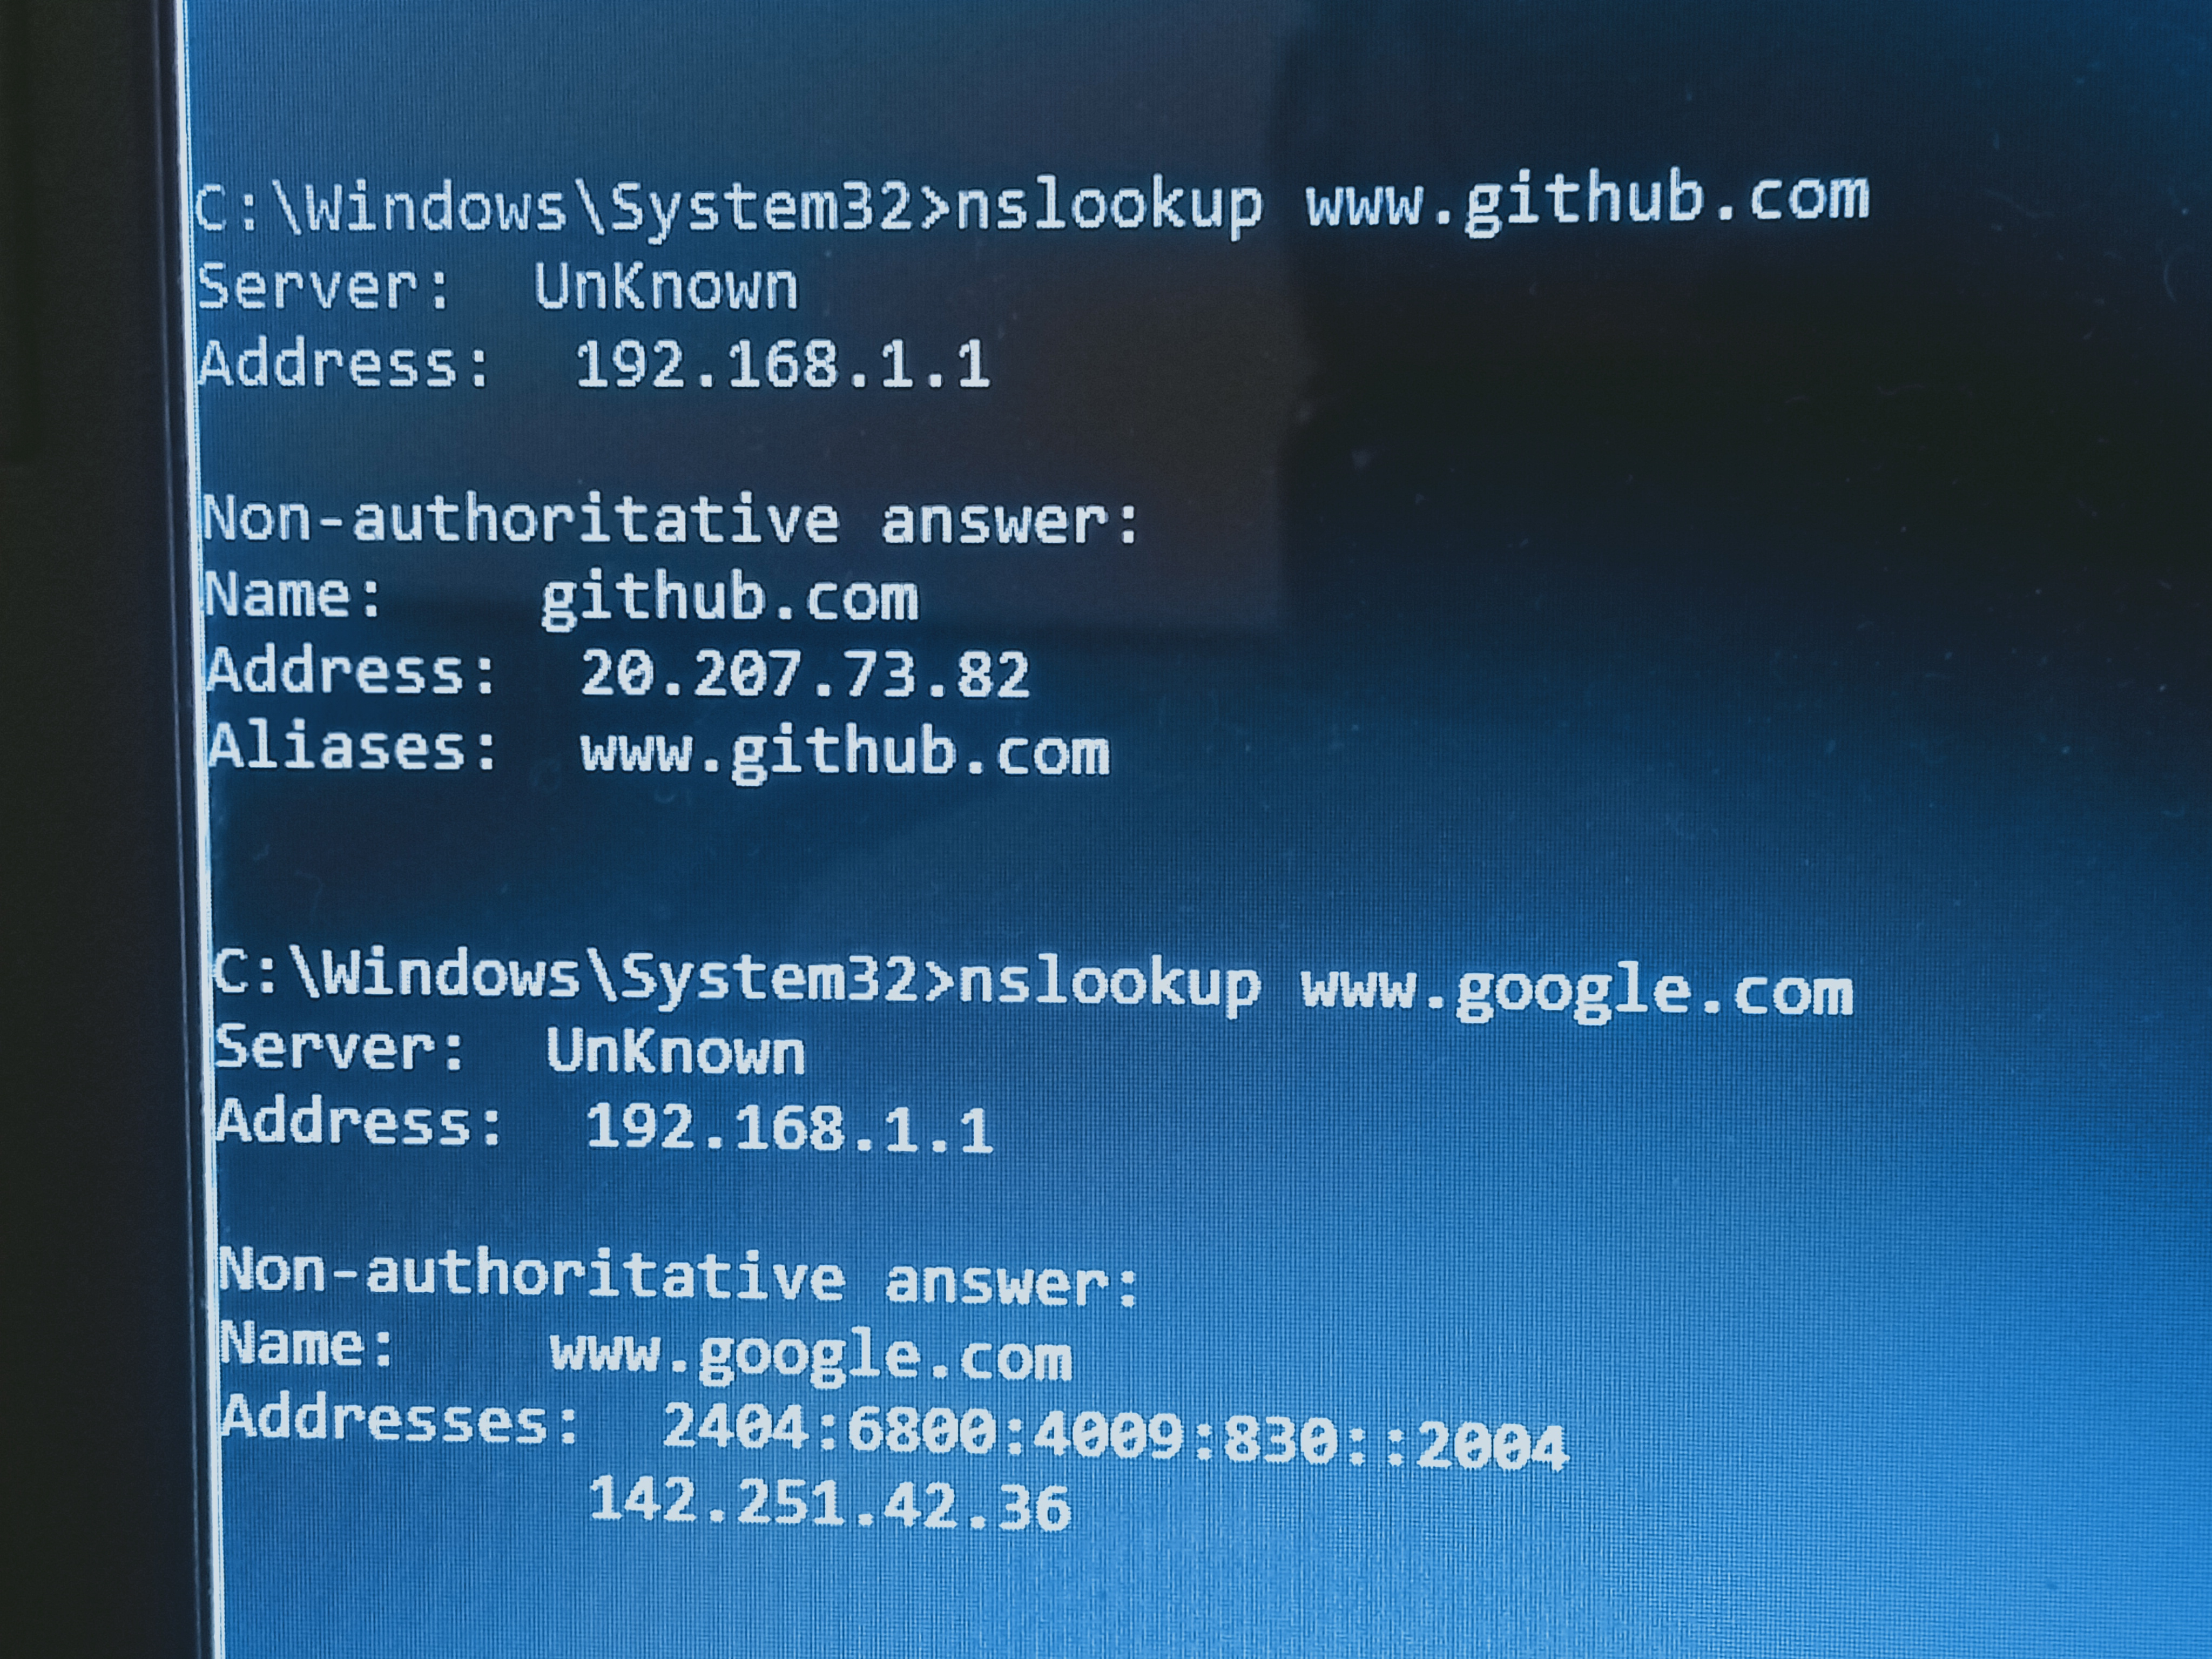 C:\Windows\System32>nslookup www.github.com
Server:  UnKnown
Address:  192.168.1.1
Non-authoritative answer:
Name:    github.com
Address:  20.207.73.82
Aliases:  www.github.com
C:\Windows\System32>nslookup www.google.com
Server:  UnKnown
Address:  192.168.1.1
Non-authoritative answer:
Name:    www.google.com
Addresses:  2404:6800:4009:830::2004
142.251.42.36